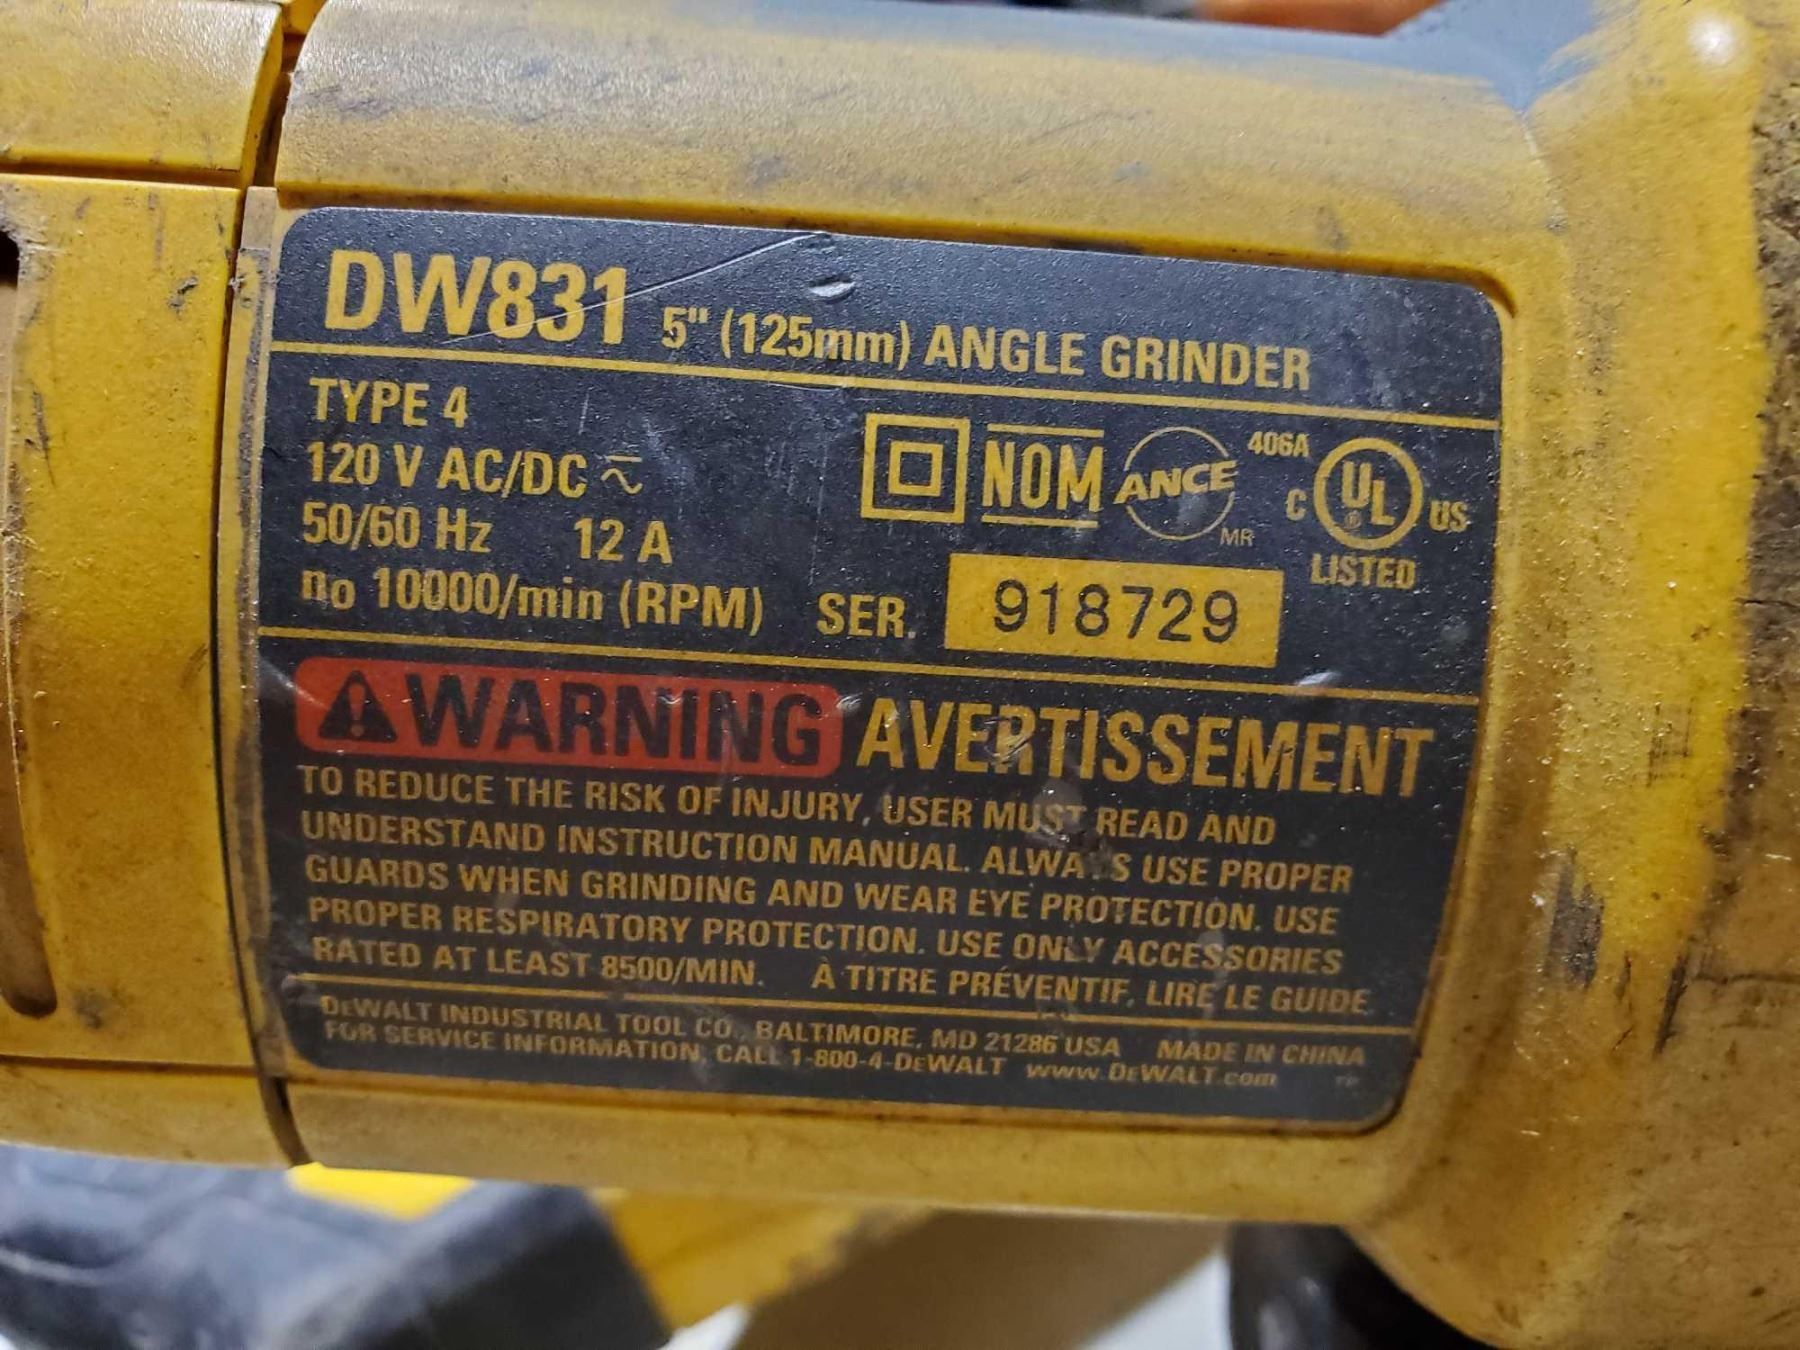 DW831 5" (125mm) ANGLE GRINDER
TYPE 4
120 V AC/DC
50/60 Hz 12 A
no 10000/min (RPM)
NOM
ANCE
MR
406A
C UL US
®
LISTED
SER. 918729
WARNING AVERTISSEMENT
TO REDUCE THE RISK OF INJURY, USER MUST READ AND
UNDERSTAND INSTRUCTION MANUAL. ALWAYS USE PROPER
GUARDS WHEN GRINDING AND WEAR EYE PROTECTION. USE
PROPER RESPIRATORY PROTECTION. USE ONLY ACCESSORIES
RATED AT LEAST 8500/MIN. À TITRE PRÉVENTIF, LIRE LE GUIDE.
DEWALT INDUSTRIAL TOOL CO., BALTIMORE, MD 21286 USA MADE IN CHINA
FOR SERVICE INFORMATION, CALL 1-800-4-DEWALT www.DEWALT.com